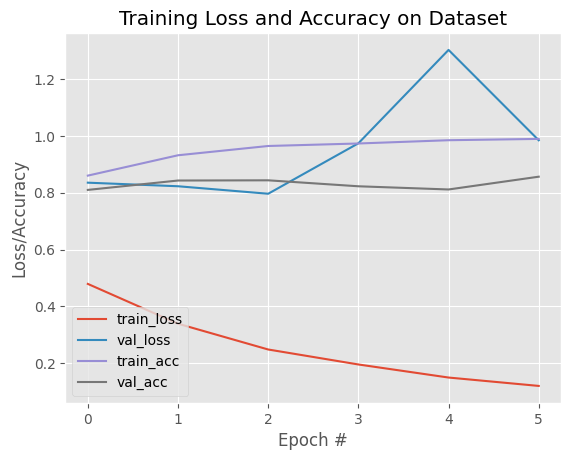 Training Loss and Accuracy on Dataset
1.2
1.0
0.8
0.6
0.4
0.2
Loss/Accuracy
train_loss
val_loss
train_acc
val_acc
0 1 2 3 4 5
Epoch #